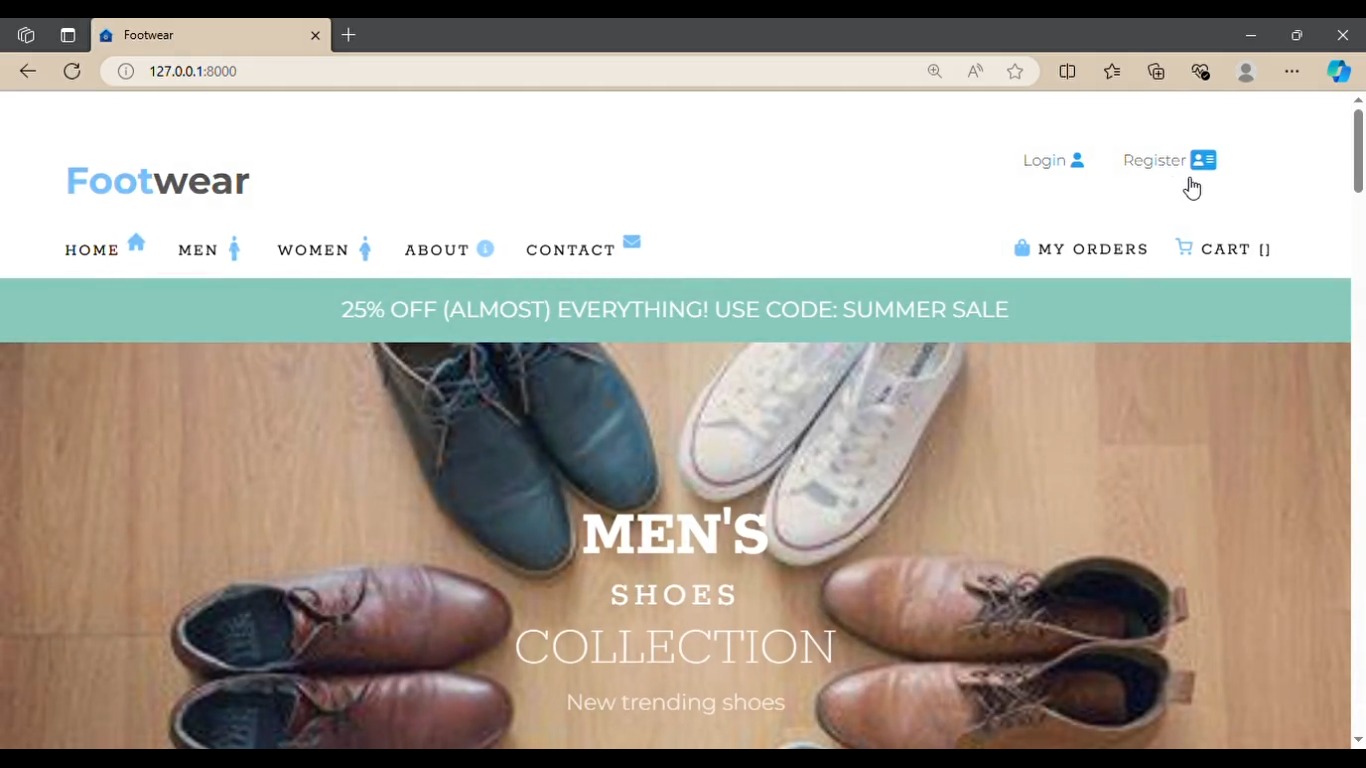 Footwear
127.0.0.1:8000
Login Register
Footwear
HOME MEN WOMEN ABOUT CONTACT MY ORDERS CART []
25% OFF (ALMOST) EVERYTHING! USE CODE: SUMMER SALE
MEN'S
SHOES
COLLECTION
New trending shoes